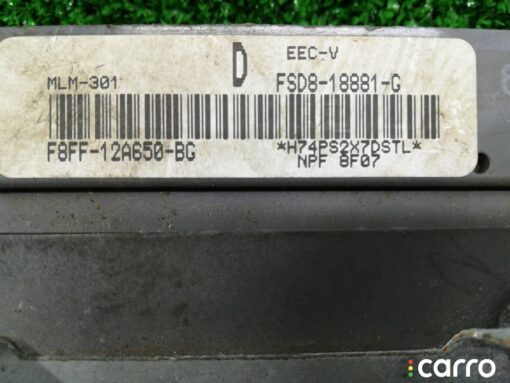 D EEC-V
MLM-301 FSD8-18881-G
F8FF-12A650-BG *H74PS2X7DSTL*
NPF 8F07
carro